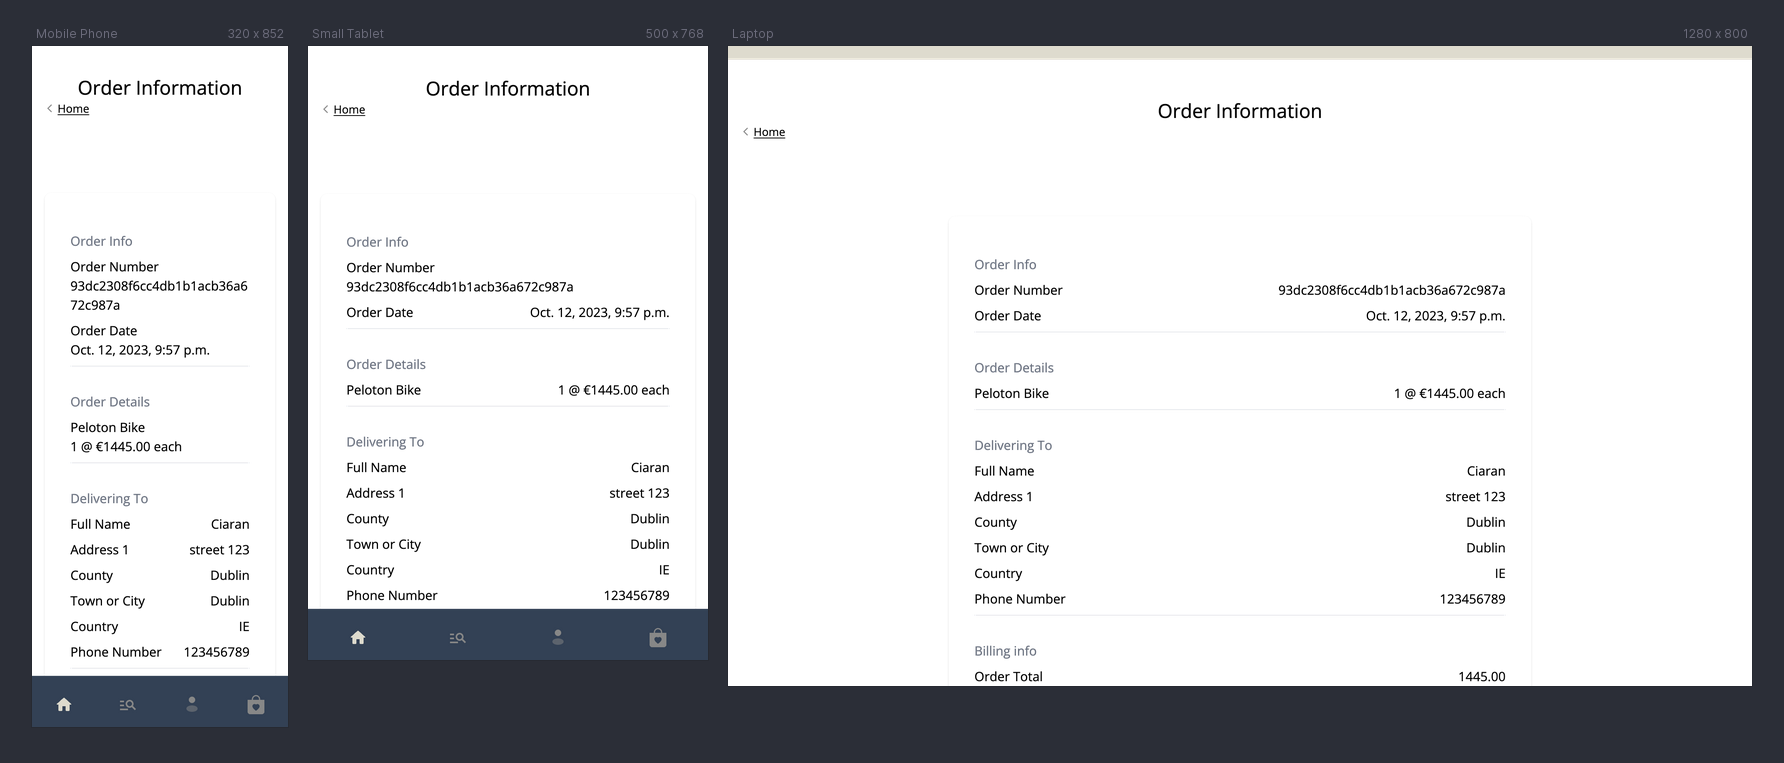 Mobile Phone 320 x 852
Order Information
Home
Order Info
Order Number
93dc2308f6cc4db1b1acb36a6
72c987a
Order Date
Oct. 12, 2023, 9:57 p.m.
Order Details
Peloton Bike
1 @ €1445.00 each
Delivering To
Full Name Ciaran
Address 1 street 123
County Dublin
Town or City Dublin
Country IE
Phone Number 123456789
Small Tablet 500 x 768
Order Information
Home
Order Info
Order Number
93dc2308f6cc4db1b1acb36a672c987a
Order Date Oct. 12, 2023, 9:57 p.m.
Order Details
Peloton Bike 1 @ €1445.00 each
Delivering To
Full Name Ciaran
Address 1 street 123
County Dublin
Town or City Dublin
Country IE
Phone Number 123456789
Laptop 1280 x 800
Order Information
Home
Order Info
Order Number 93dc2308f6cc4db1b1acb36a672c987a
Order Date Oct. 12, 2023, 9:57 p.m.
Order Details
Peloton Bike 1 @ €1445.00 each
Delivering To
Full Name Ciaran
Address 1 street 123
County Dublin
Town or City Dublin
Country IE
Phone Number 123456789
Billing info
Order Total 1445.00